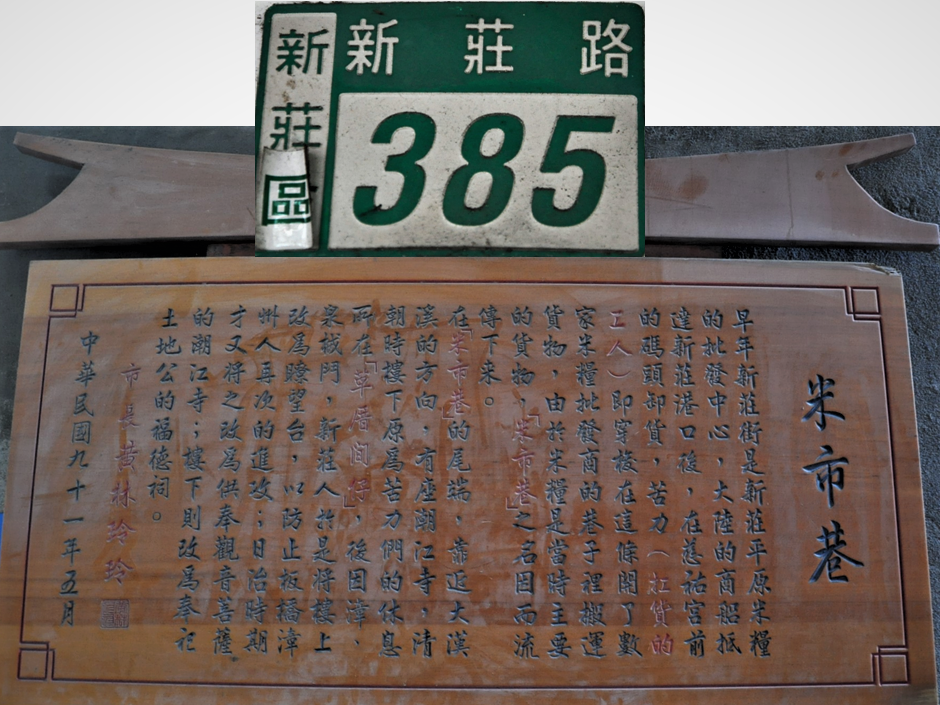 新莊路
新莊區
385
米市巷
早年新莊街是新莊平原米糧
的批發中心，大陸的商船抵
達新莊港口後，在慈祐宮前
的碼頭卸貨，苦力（扛貨的
工人）即穿梭在這條開了數
家米糧批發商的巷子裡搬運
貨物，由於米糧是當時主要
的貨物，「米市巷」之名因而流
傳下來。
在「米市巷」的尾端，靠近大漢
溪的方向，有座潮江寺，清
朝時樓下原為苦力們的休息
所在「草厝間仔」，後因漳、
泉械鬥，新莊人於是將樓上
改為瞭望台，以防止板橋漳
州人再次的進攻；日治時期
才又將之改為供奉觀音菩薩
的潮江寺；樓下則改為奉祀
土地公的福德祠。
市長黃林玲玲
中華民國九十一年五月